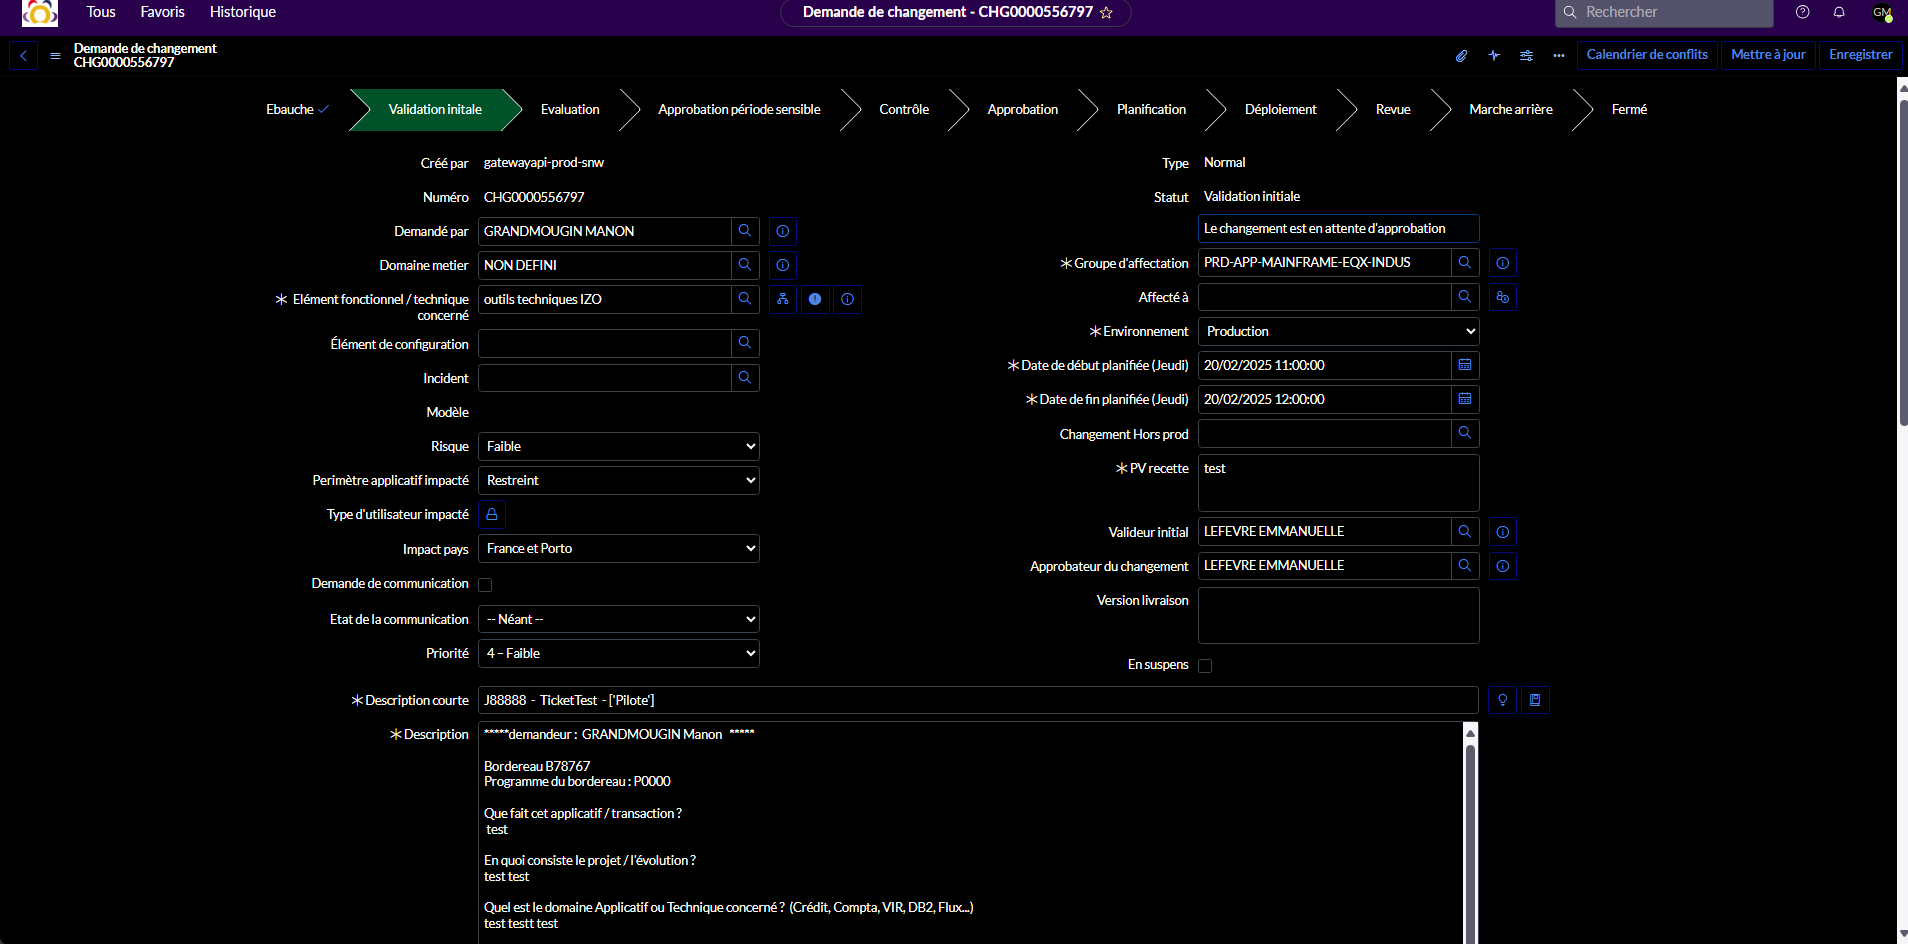 Tous Favoris Historique Demande de changement - CHG0000556797 Rechercher GM
Demande de changement
CHG0000556797
Calendrier de conflits Mettre à jour Enregistrer
Ebauche Validation initale Evaluation Approbation période sensible Contrôle Approbation Planification Déploiement Revue Marche arrière Fermé
Créé par gatewayapi-prod-snw
Numéro CHG0000556797
Demandé par GRANDMOUGIN MANON
Domaine metier NON DEFINI
Elément fonctionnel / technique
concerné
outils techniques IZO
Élément de configuration
Incident
Modèle
Risque Faible
Perimètre applicatif impacté Restreint
Type d'utilisateur impacté
Impact pays France et Porto
Demande de communication
Etat de la communication -- Néant --
Priorité 4 – Faible
Type Normal
Statut Validation initiale
Le changement est en attente d'approbation
Groupe d'affectation PRD-APP-MAINFRAME-EQX-INDUS
Affecté à
Environnement Production
Date de début planifiée (Jeudi) 20/02/2025 11:00:00
Date de fin planifiée (Jeudi) 20/02/2025 12:00:00
Changement Hors prod
PV recette test
Valideur initial LEFEVRE EMMANUELLE
Approbateur du changement LEFEVRE EMMANUELLE
Version livraison
En suspens
Description courte J88888 - TicketTest - ['Pilote']
Description *****demandeur : GRANDMOUGIN Manon *****
Bordereau B78767
Programme du bordereau : P0000
Que fait cet applicatif / transaction ?
test
En quoi consiste le projet / l'évolution ?
test test
Quel est le domaine Applicatif ou Technique concerné ? (Crédit, Compta, VIR, DB2, Flux...)
test testt test